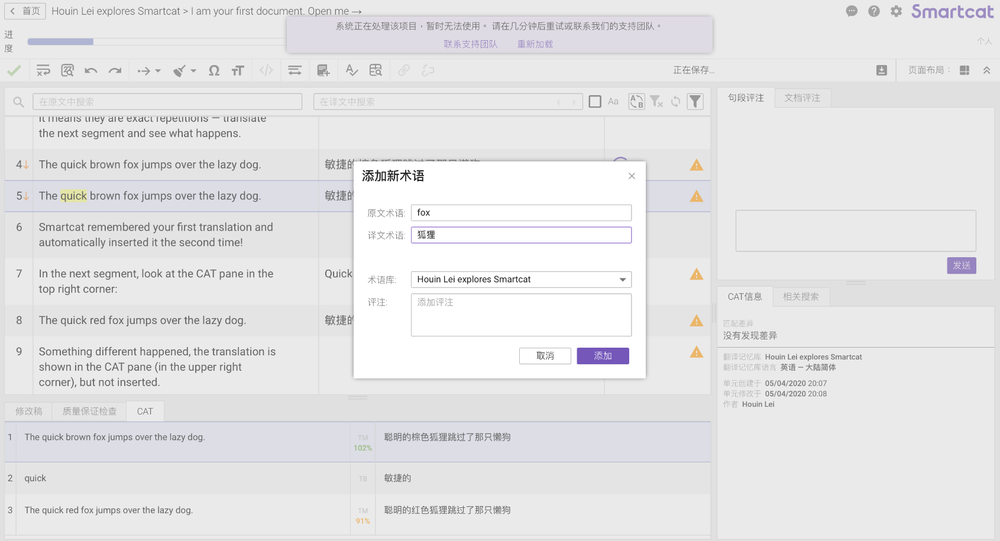 首页
Houin Lei explores Smartcat > I am your first document. Open me →
Smartcat
系统正在处理该项目，暂时无法使用。 请在几分钟后重试或联系我们的支持团队。
联系支持团队 重新加载
进度
个人
Ω
正在保存...
页面布局：
在原文中搜索
在译文中搜索
Aa
A B
句段评注
文档评注
It means they are exact repetitions — translate
the next segment and see what happens.
4 The quick brown fox jumps over the lazy dog.
敏捷的棕色狐狸跳过了那只懒狗
5 The quick brown fox jumps over the lazy dog.
敏捷的
6 Smartcat remembered your first translation and
automatically inserted it the second time!
7 In the next segment, look at the CAT pane in the
top right corner:
Quick
8 The quick red fox jumps over the lazy dog.
敏捷的
9 Something different happened, the translation is
shown in the CAT pane (in the upper right
corner), but not inserted.
添加新术语
原文术语: fox
译文术语: 狐狸
术语库: Houin Lei explores Smartcat
评注: 添加评注
取消 添加
发送
CAT信息
相关搜索
匹配差异
没有发现差异
翻译记忆库 Houin Lei explores Smartcat
翻译记忆库语言 英语 — 大陆简体
单元创建于 05/04/2020 20:07
单元修改于 05/04/2020 20:08
作者 Houin Lei
修改稿 质量保证检查 CAT
1 The quick brown fox jumps over the lazy dog. TM 102% 聪明的棕色狐狸跳过了那只懒狗
2 quick TB 敏捷的
3 The quick red fox jumps over the lazy dog. TM 91% 聪明的红色狐狸跳过了那只懒狗